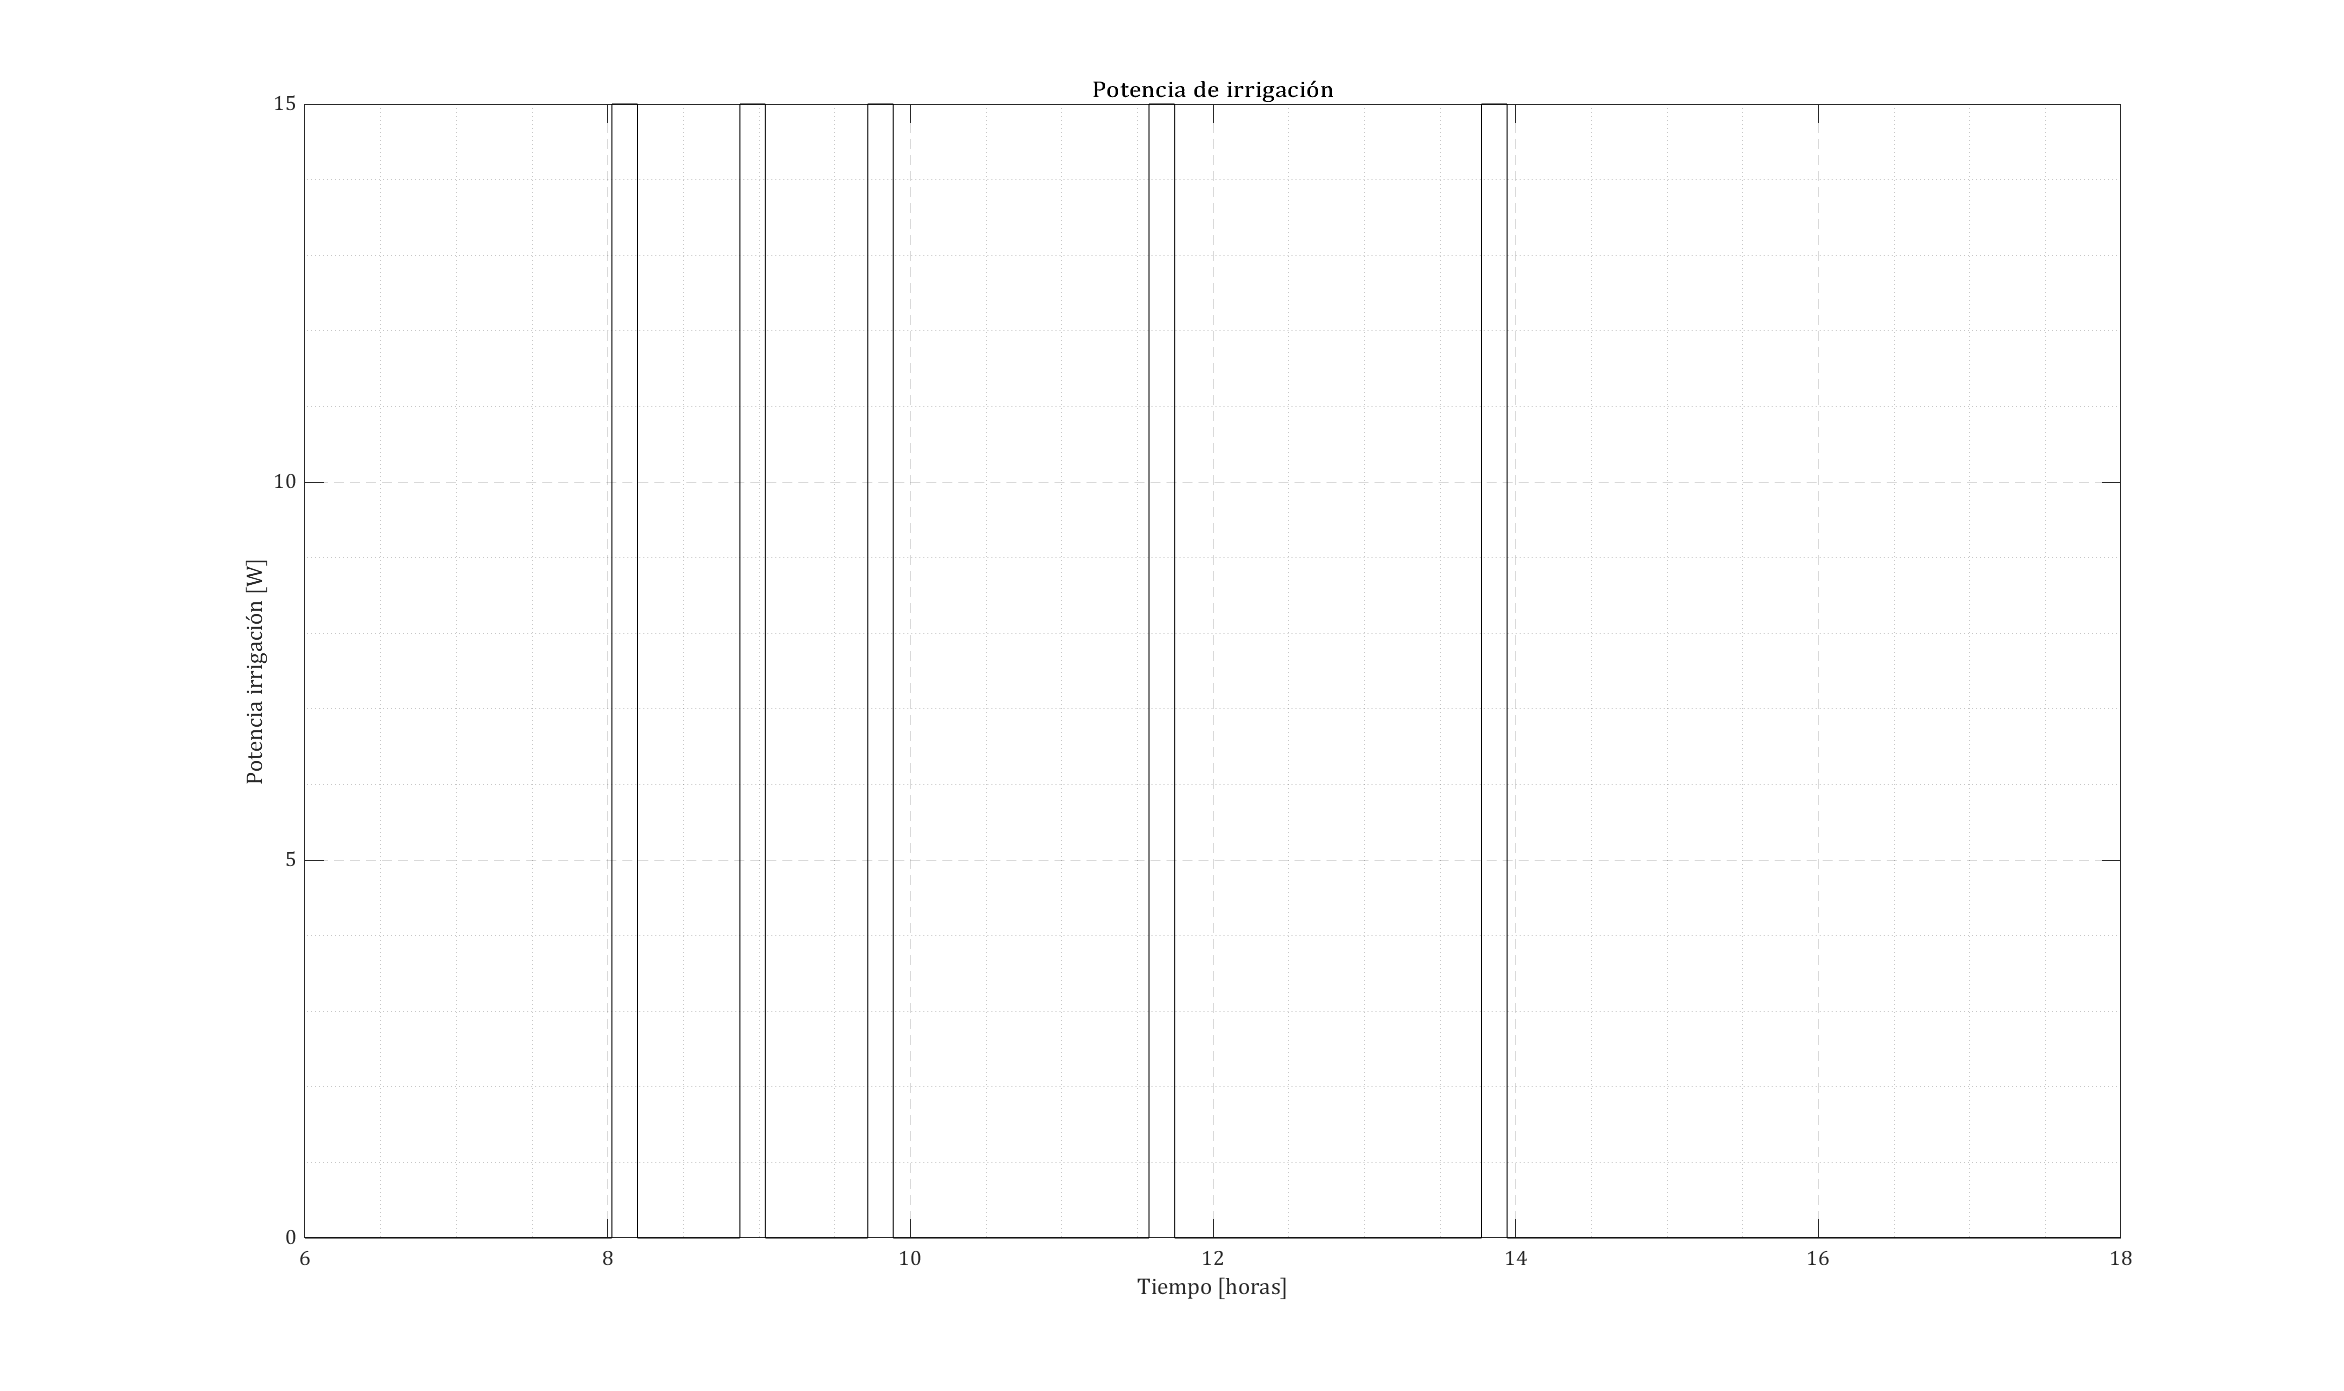 Potencia de irrigación
15
10
5
0
Potencia irrigación [W]
6 8 10 12 14 16 18
Tiempo [horas]